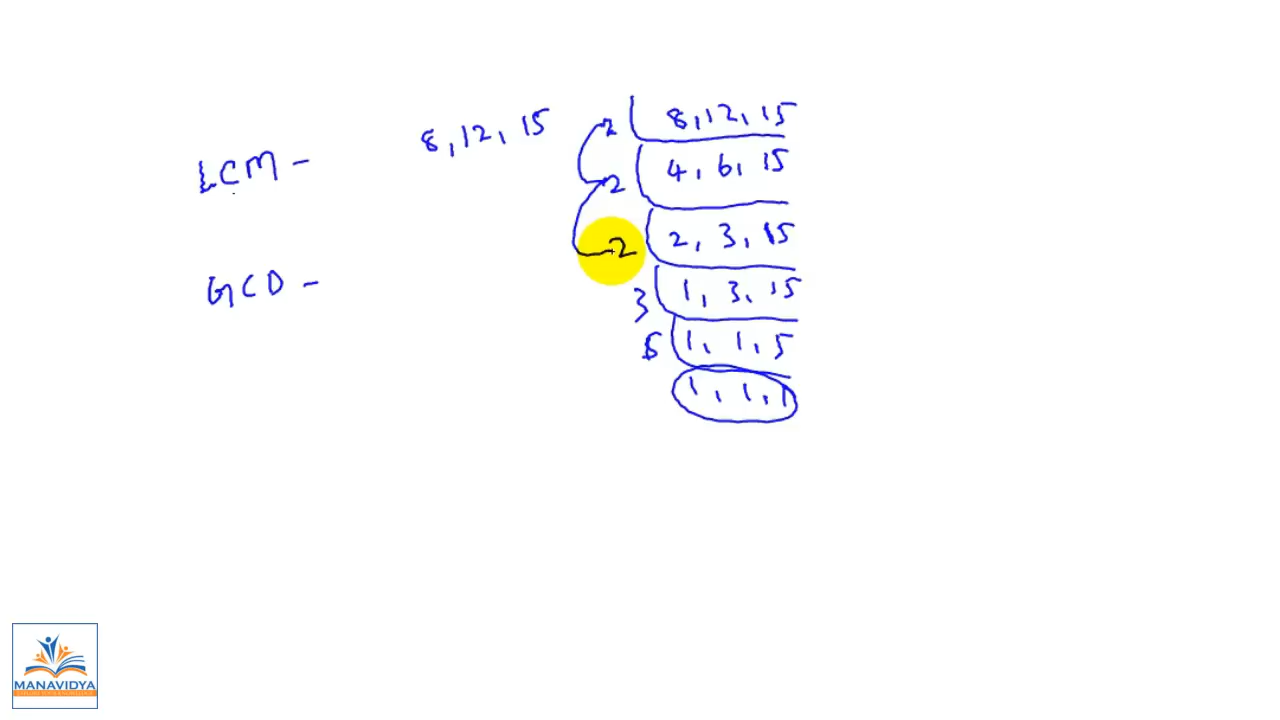 LCM -
GCD -
8, 12, 15
2 8, 12, 15
2 4, 6, 15
2 2, 3, 15
3 1, 3, 15
5 1, 1, 5
1, 1, 1
MANAVIDYA